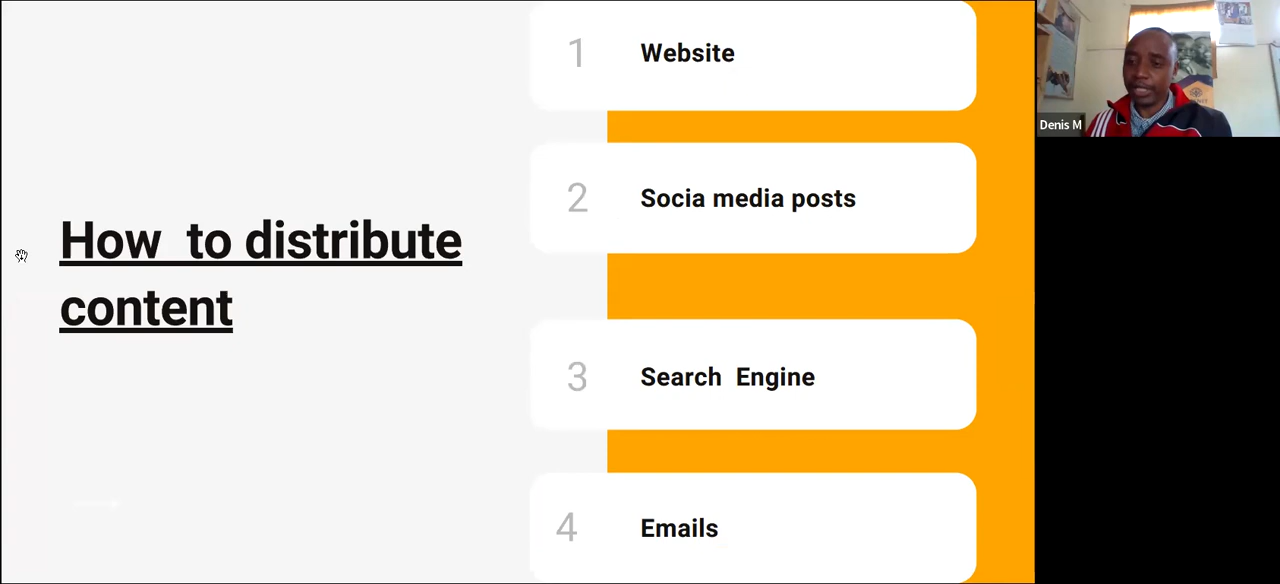 How  to distribute
content
1
Website
2
Socia media posts
3
Search  Engine
4
Emails
Denis M